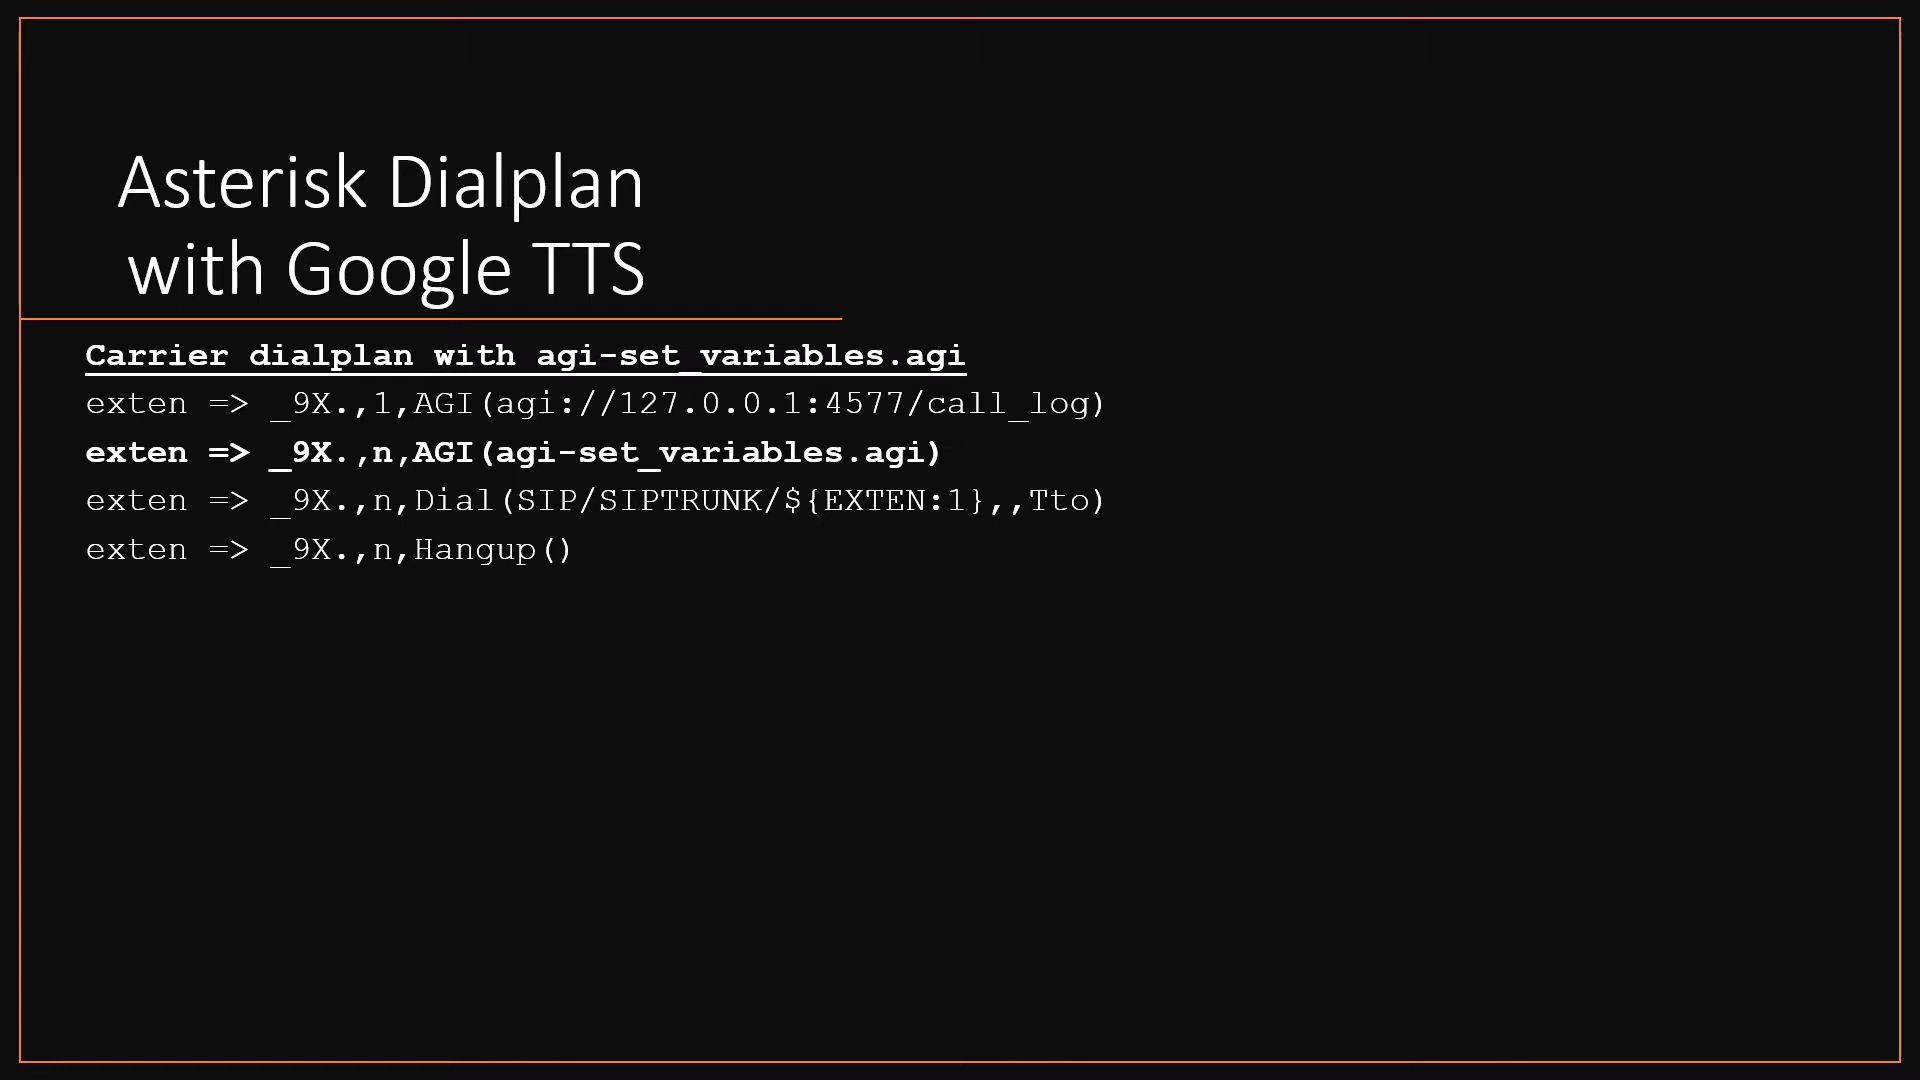 Asterisk Dialplan
with Google TTS
Carrier dialplan with agi-set_variables.agi
exten => _9X.,1,AGI(agi://127.0.0.1:4577/call_log)
exten => _9X.,n,AGI(agi-set_variables.agi)
exten => _9X.,n,Dial(SIP/SIPTRUNK/${EXTEN:1},,Tto)
exten => _9X.,n,Hangup()